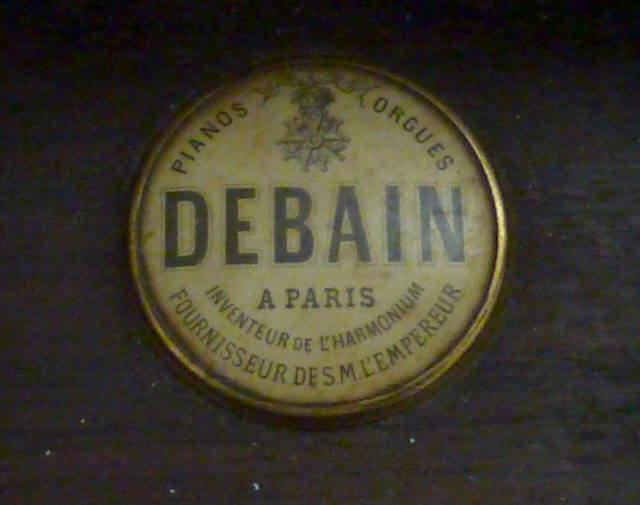 PIANOS ORGUES
DEBAIN
A PARIS
INVENTEUR DE L'HARMONIUM
FOURNISSEUR DE S.M. L'EMPEREUR